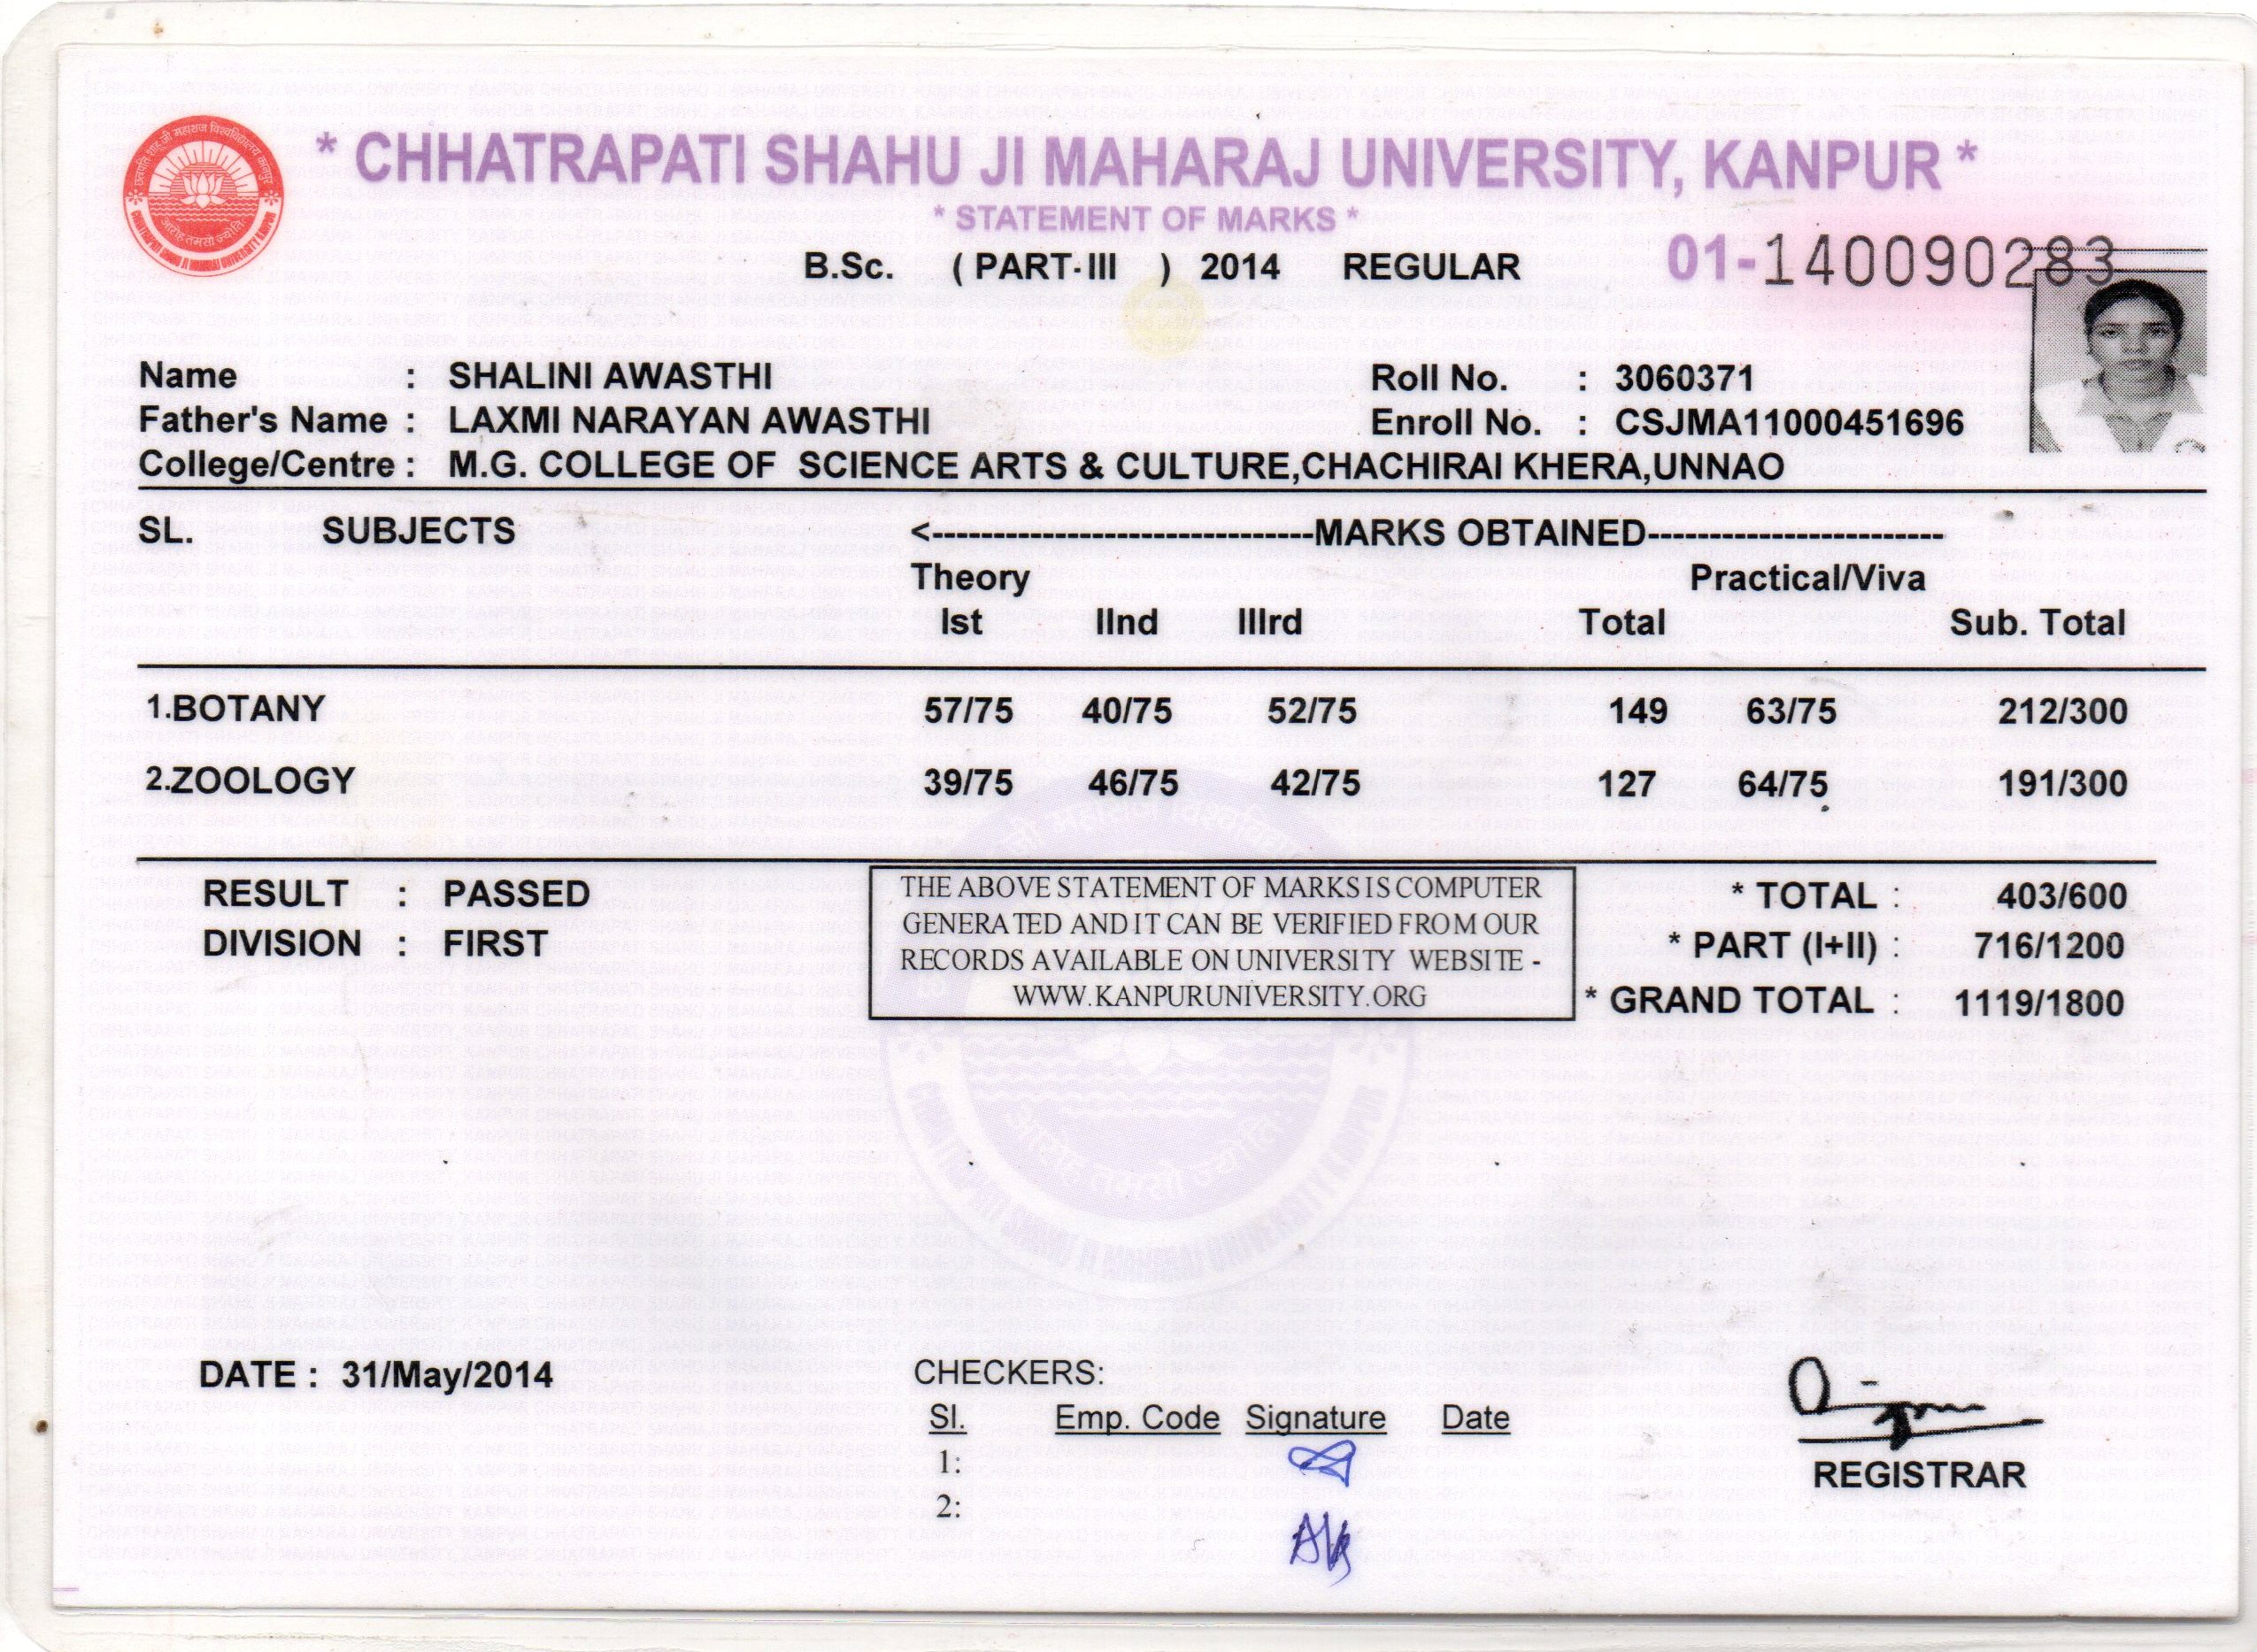 * CHHATRAPATI SHAHU JI MAHARAJ UNIVERSITY, KANPUR *
* STATEMENT OF MARKS *
B.Sc. ( PART-III ) 2014 REGULAR 01-140090283
Name : SHALINI AWASTHI Roll No. : 3060371
Father's Name : LAXMI NARAYAN AWASTHI Enroll No. : CSJMA11000451696
College/Centre : M.G. COLLEGE OF SCIENCE ARTS & CULTURE,CHACHIRAI KHERA,UNNAO
SL. SUBJECTS <-------------------------------MARKS OBTAINED------------------------
Theory Practical/Viva
Ist IInd IIIrd Total Sub. Total
1.BOTANY 57/75 40/75 52/75 149 63/75 212/300
2.ZOOLOGY 39/75 46/75 42/75 127 64/75 191/300
RESULT : PASSED
DIVISION : FIRST
THE ABOVE STATEMENT OF MARKS IS COMPUTER
GENERATED AND IT CAN BE VERIFIED FROM OUR
RECORDS AVAILABLE ON UNIVERSITY WEBSITE -
WWW.KANPURUNIVERSITY.ORG
* TOTAL : 403/600
* PART (I+II) : 716/1200
* GRAND TOTAL : 1119/1800
DATE : 31/May/2014
CHECKERS:
Sl. Emp. Code Signature Date
1:
2:
REGISTRAR